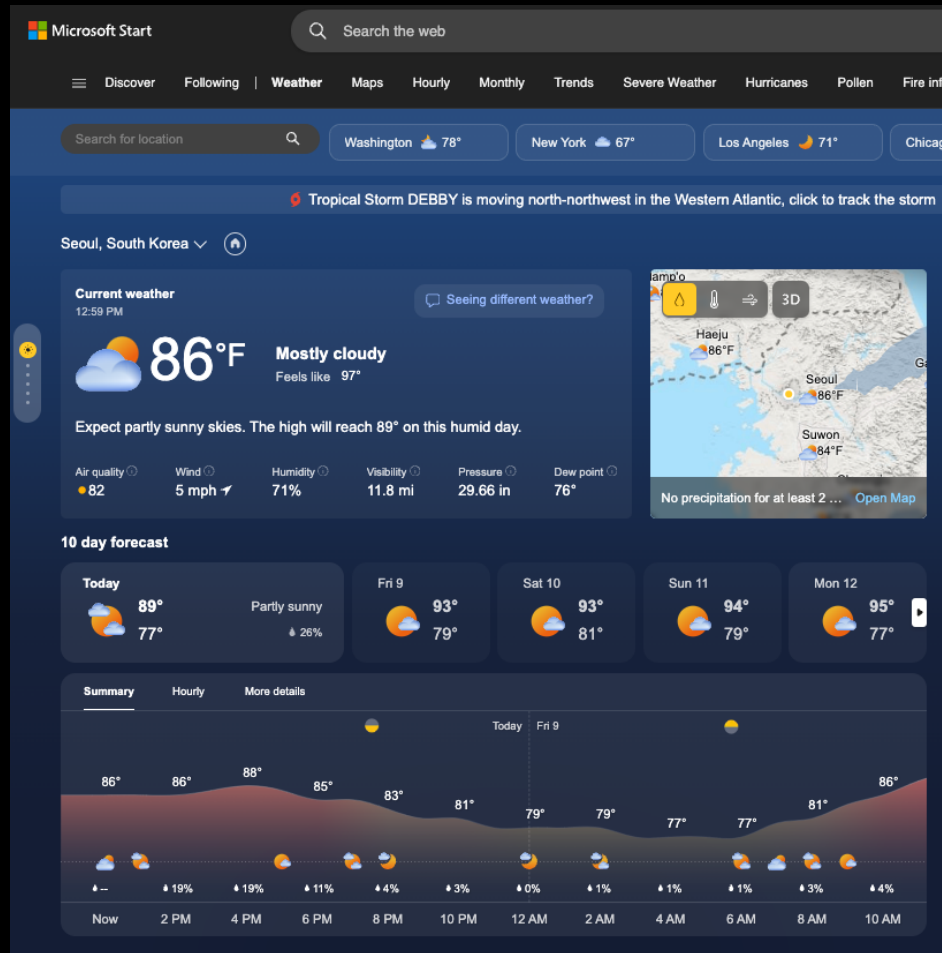 Microsoft Start
Search the web
Discover Following | Weather Maps Hourly Monthly Trends Severe Weather Hurricanes Pollen Fire inf
Search for location
Washington 78°
New York 67°
Los Angeles 71°
Chicag
Tropical Storm DEBBY is moving north-northwest in the Western Atlantic, click to track the storm
Seoul, South Korea
Current weather
12:59 PM
Seeing different weather?
86°F
Mostly cloudy
Feels like 97°
Expect partly sunny skies. The high will reach 89° on this humid day.
Air quality Wind Humidity Visibility Pressure Dew point
82 5 mph 71% 11.8 mi 29.66 in 76°
amp'o
3D
Haeju
86°F
Ga
Seoul
86°F
Suwon
84°F
No precipitation for at least 2 ... Open Map
10 day forecast
Today
89° Partly sunny
77° 26%
Fri 9
93°
79°
Sat 10
93°
81°
Sun 11
94°
79°
Mon 12
95°
77°
Summary Hourly More details
Today Fri 9
86° 86° 88° 85° 83° 81° 79° 79° 77° 77° 81° 86°
-- 19% 19% 11% 4% 3% 0% 1% 1% 1% 3% 4%
Now 2 PM 4 PM 6 PM 8 PM 10 PM 12 AM 2 AM 4 AM 6 AM 8 AM 10 AM